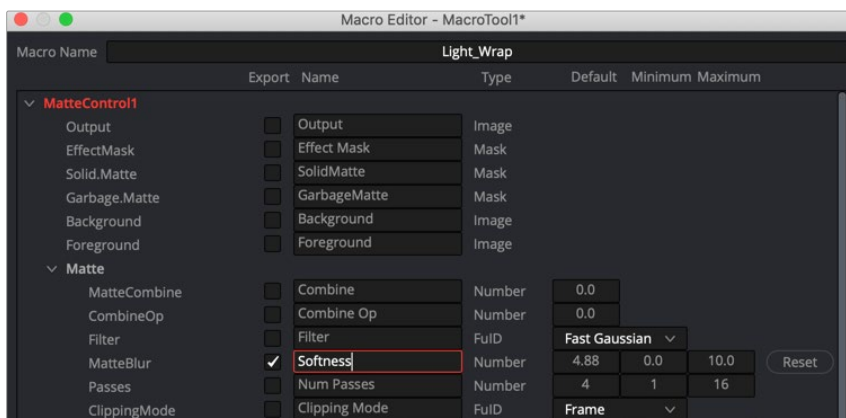 Macro Editor - MacroTool1*
Macro Name Light_Wrap
Export Name Type Default Minimum Maximum
MatteControl1
Output Output Image
EffectMask Effect Mask Mask
Solid.Matte SolidMatte Mask
Garbage.Matte GarbageMatte Mask
Background Background Image
Foreground Foreground Image
Matte
MatteCombine Combine Number 0.0
CombineOp Combine Op Number 0.0
Filter Filter FuID Fast Gaussian
MatteBlur Softness Number 4.88 0.0 10.0 Reset
Passes Num Passes Number 4 1 16
ClippingMode Clipping Mode FuID Frame